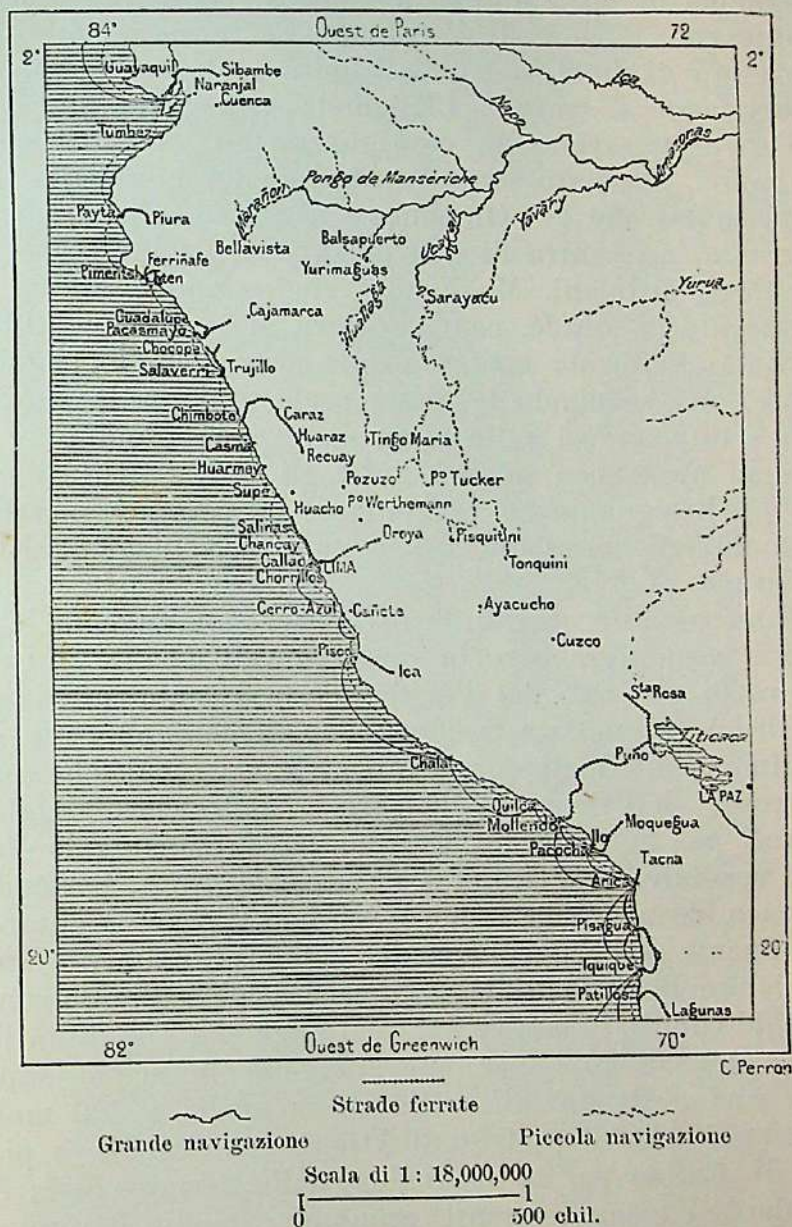 84° Ouest de Paris 72
2° 2°
Guayaquil
Sibambe
Naranjal
Cuenca
Iça
Napo
Tumbez
Amazoras
Marañon
Pongo de Manseriche
Payta
Piura
Bellavista
Balsapuerto
Ucayali
Yavary
Yurimaguas
Ferriñafe
Pimentel
Eten
Huallaga
Sarayacu
Yurua
Guadalupe
Cajamarca
Pacasmayo
Chocope
Salaverri
Trujillo
Chimbote
Caraz
Huaraz
Casma
Recuay
Tingo Maria
Huarmey
Pozuzo
Po Tucker
Supe
Huacho
Po Werthemann
Salinas
Pisquitini
Chancay
Oroya
Tonquini
Callao
LIMA
Chorrillos
Cerro-Azul
Cañete
Ayacucho
Cuzco
Pisco
Ica
Sta Rosa
Titicaca
Puno
Chala
LA PAZ
Quilca
Mollendo
Moquegua
Ilo
Pacocha
Tacna
Arica
Pisagua
20° 20
Iquique
Patillos
Lagunas
82° Ouest de Greenwich 70°
C Perron
Strade ferrate
Grande navigazione Piccola navigazione
Scala di 1: 18,000,000
0 500 chil.